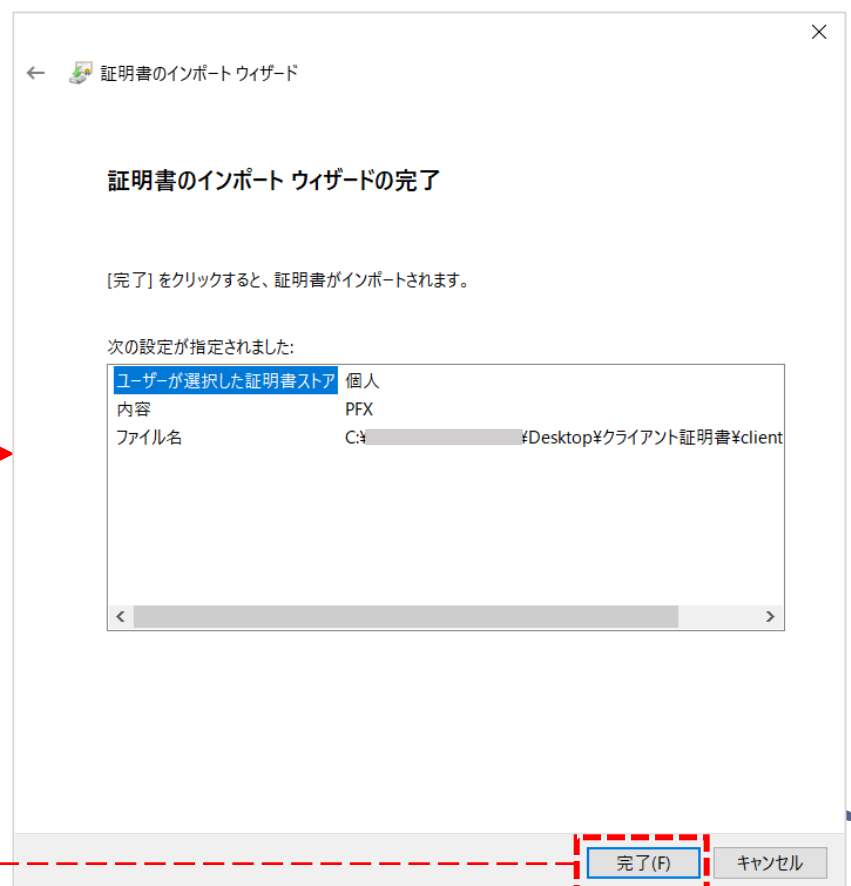 証明書のインポート ウィザード
証明書のインポート ウィザードの完了
[完了] をクリックすると、証明書がインポートされます。
次の設定が指定されました:
ユーザーが選択した証明書ストア 個人
内容 PFX
ファイル名 C:¥ ¥Desktop¥クライアント証明書¥client
完了(F) キャンセル